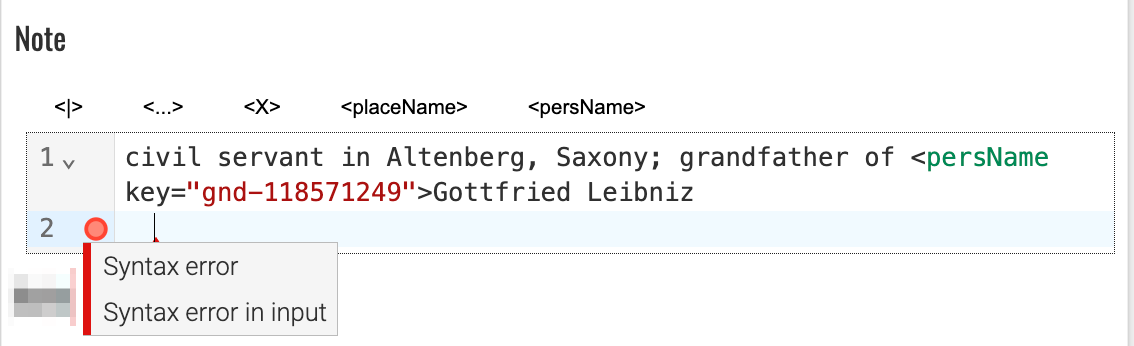 Note
<|> <...> <X> <placeName> <persName>
1 civil servant in Altenberg, Saxony; grandfather of <persName
key="gnd-118571249">Gottfried Leibniz
2
Syntax error
Syntax error in input